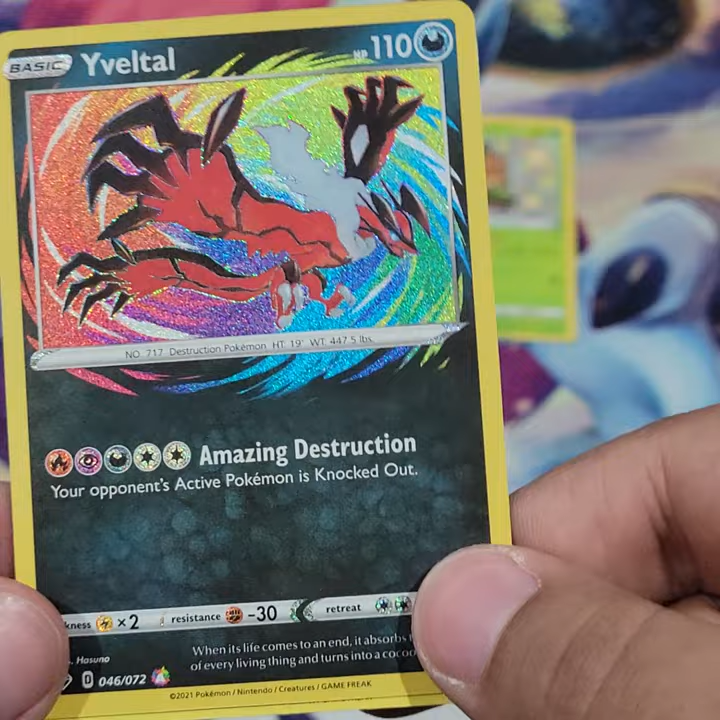 BASIC Yveltal HP 110
NO. 717 Destruction Pokémon HT. 19' WT. 447.5 lbs.
Amazing Destruction
Your opponent's Active Pokémon is Knocked Out.
kness ×2 resistance -30 retreat
When its life comes to an end, it absorbs
. Hasuno of every living thing and turns into a cocoo
D 046/072
©2021 Pokémon / Nintendo / Creatures / GAME FREAK